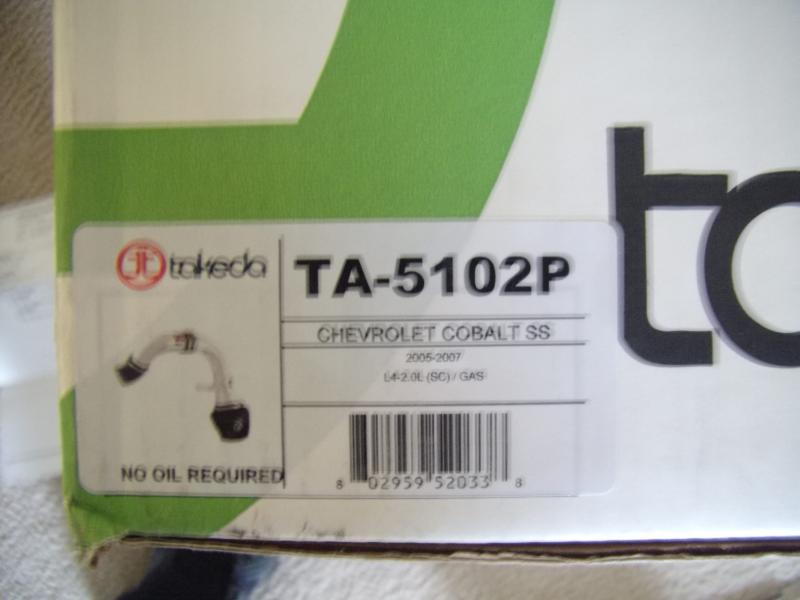 takeda
TA-5102P
CHEVROLET COBALT SS
2005-2007
L4-2.0L (SC) / GAS
NO OIL REQUIRED
8 02959 52033 8
ta